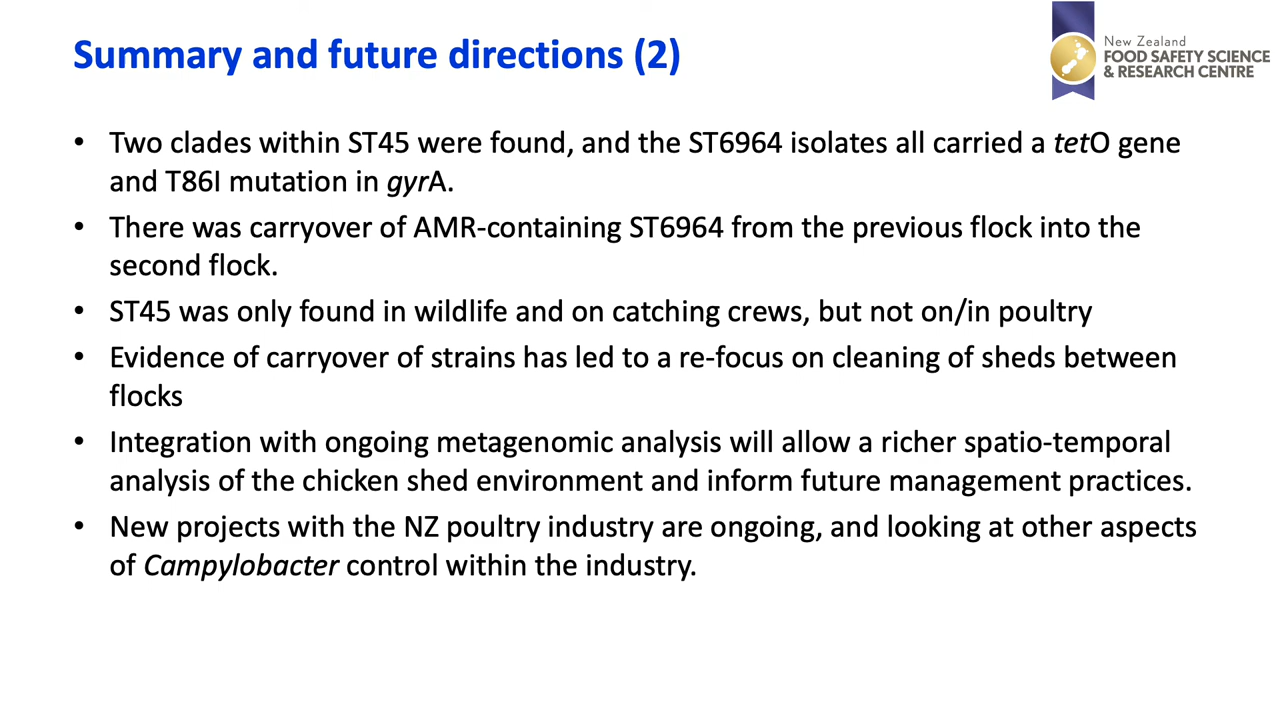 Summary and future directions (2)
New Zealand
FOOD SAFETY SCIENCE
& RESEARCH CENTRE
• Two clades within ST45 were found, and the ST6964 isolates all carried a tetO gene
and T86I mutation in gyrA.
• There was carryover of AMR-containing ST6964 from the previous flock into the
second flock.
• ST45 was only found in wildlife and on catching crews, but not on/in poultry
• Evidence of carryover of strains has led to a re-focus on cleaning of sheds between
flocks
• Integration with ongoing metagenomic analysis will allow a richer spatio-temporal
analysis of the chicken shed environment and inform future management practices.
• New projects with the NZ poultry industry are ongoing, and looking at other aspects
of Campylobacter control within the industry.